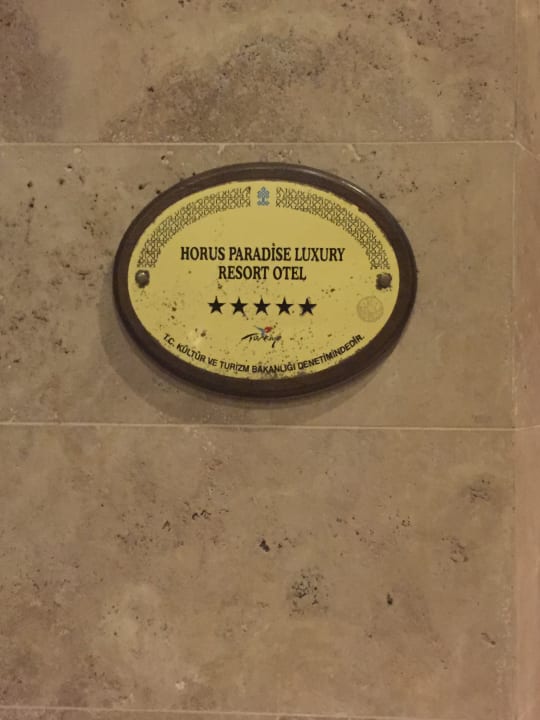 HORUS PARADİSE LUXURY
RESORT OTEL
Türkiye
T.C. KÜLTÜR VE TURİZM BAKANLIĞI DENETİMİNDEDİR.